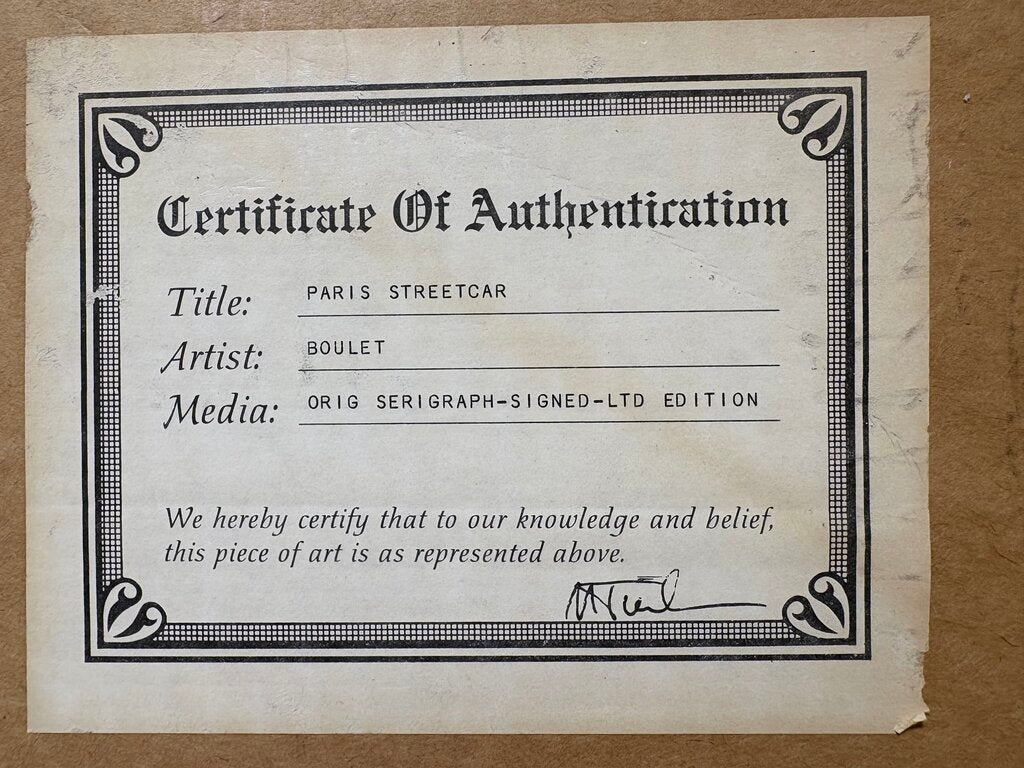 Certificate Of Authentication
Title: PARIS STREETCAR
Artist: BOULET
Media: ORIG SERIGRAPH-SIGNED-LTD EDITION
We hereby certify that to our knowledge and belief,
this piece of art is as represented above.